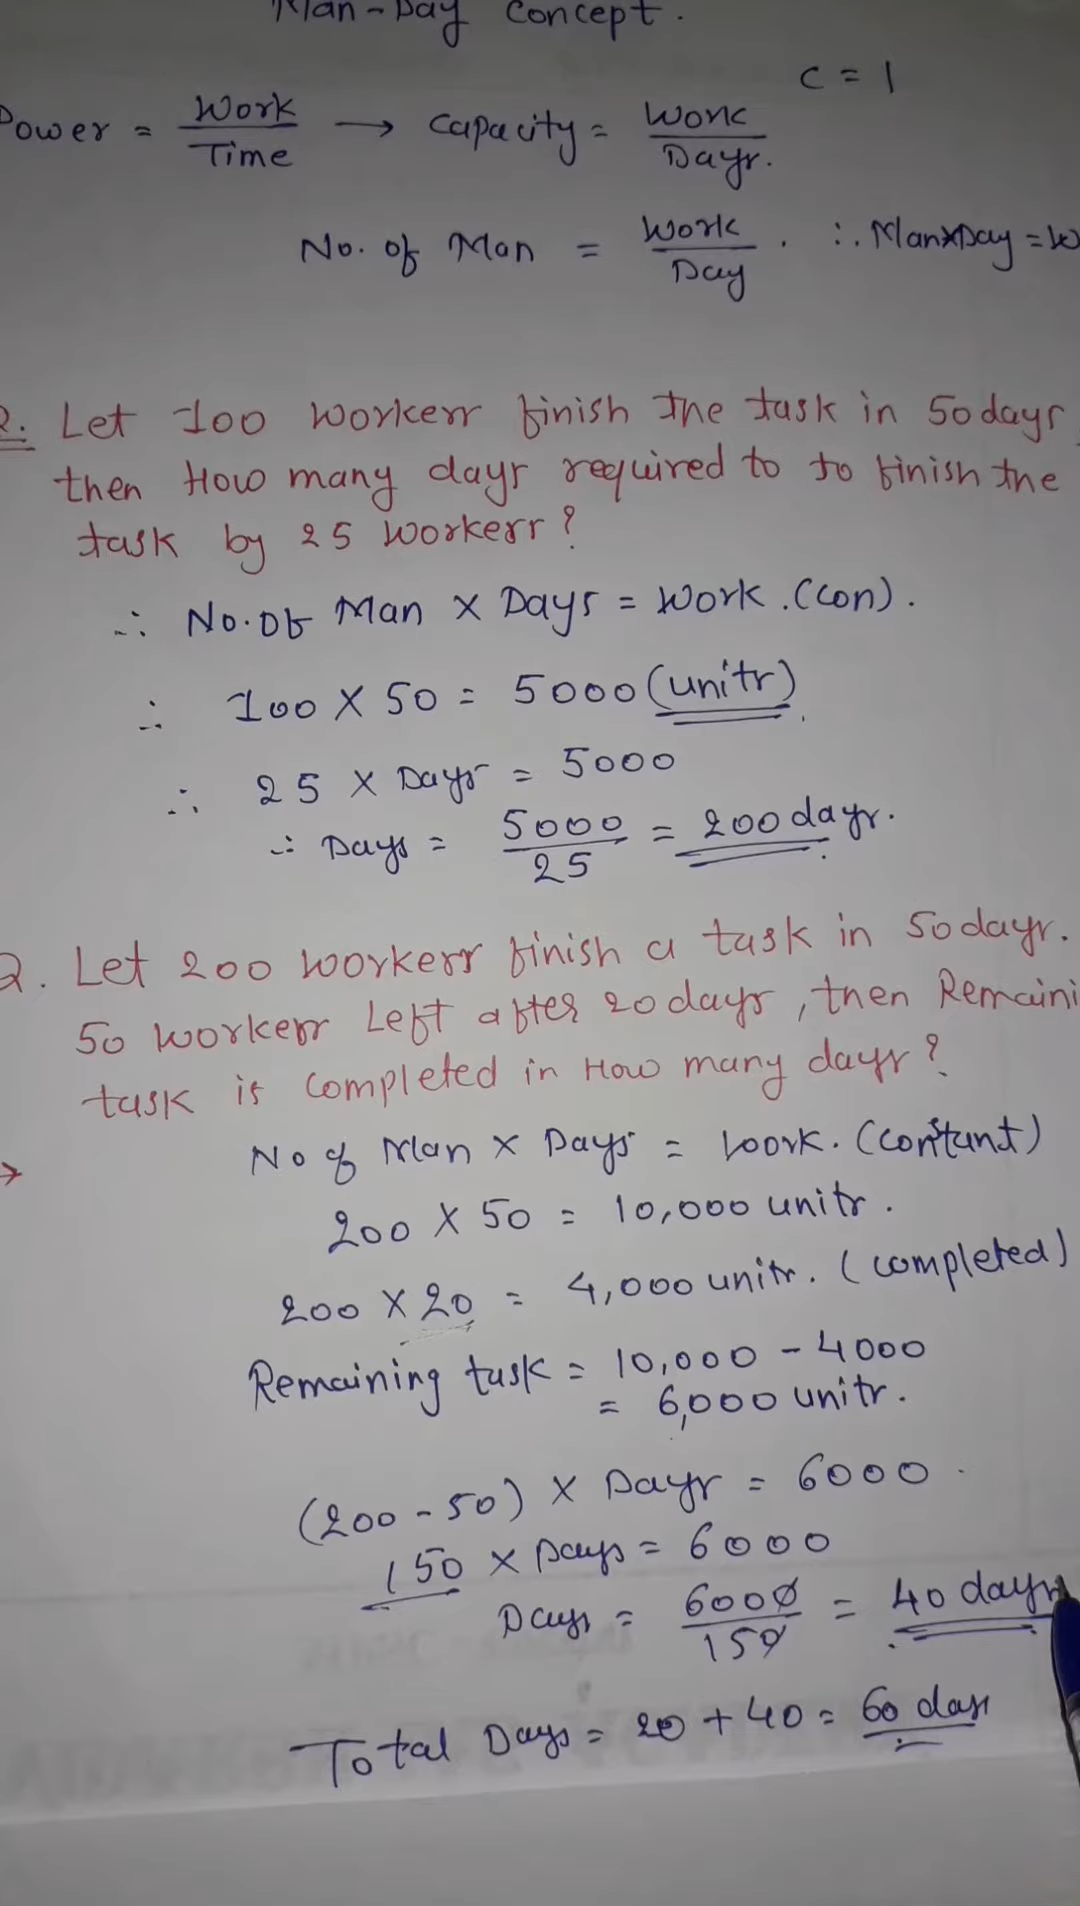 Man-Day Concept.
C = 1
Power = Work/Time → Capacity = Work/Days.
No. of Man = Work/Day. ∴ Man×Day = W
Q. Let 100 workers finish the task in 50 days,
then How many days required to to finish the
task by 25 workers?
∴ No. of Man × Days = Work. (con).
∴ 100 × 50 = 5000 (units)
∴ 25 × Days = 5000
∴ Days = 5000/25 = 200 days.
Q. Let 200 workers finish a task in 50 days.
50 workers Left after 20 days, then Remaini
task is completed in How many days?
→ No of Man × Days = Work. (constant)
200 × 50 = 10,000 units.
200 × 20 = 4,000 units. (completed)
Remaining task = 10,000 - 4000
= 6,000 units.
(200 - 50) × Days = 6000
150 × Days = 6000
Days = 6000/150 = 40 days
Total Days = 20 + 40 = 60 days